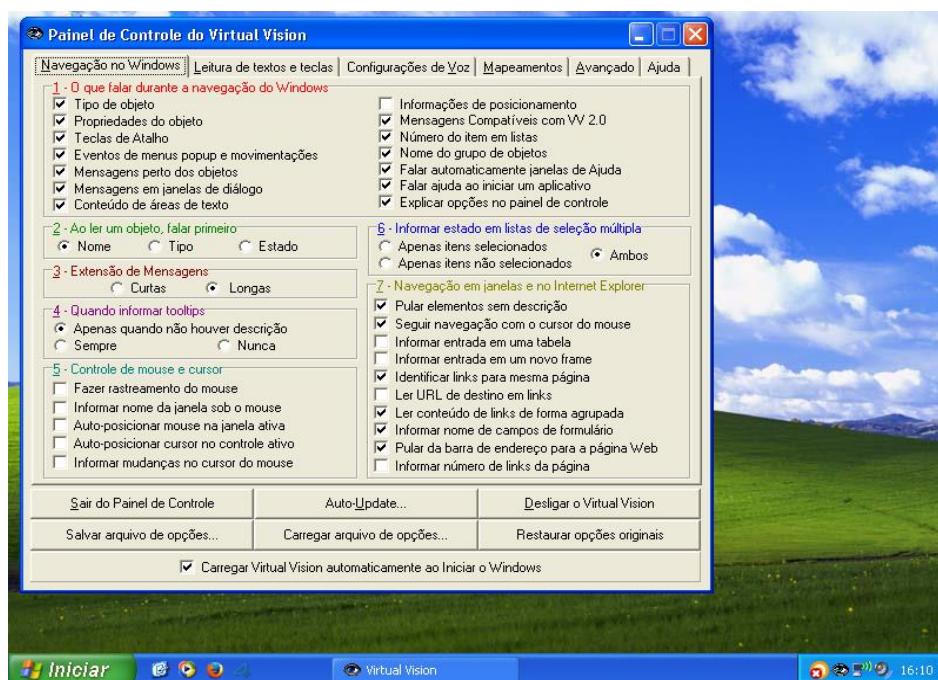 Painel de Controle do Virtual Vision
Navegação no Windows
Leitura de textos e teclas
Configurações de Voz
Mapeamentos
Avançado
Ajuda
1 - O que falar durante a navegação do Windows
Tipo de objeto
Propriedades do objeto
Teclas de Atalho
Eventos de menus popup e movimentações
Mensagens perto dos objetos
Mensagens em janelas de diálogo
Conteúdo de áreas de texto
Informações de posicionamento
Mensagens Compatíveis com VV 2.0
Número do item em listas
Nome do grupo de objetos
Falar automaticamente janelas de Ajuda
Falar ajuda ao iniciar um aplicativo
Explicar opções no painel de controle
2 - Ao ler um objeto, falar primeiro
Nome Tipo Estado
3 - Extensão de Mensagens
Curtas Longas
4 - Quando informar tooltips
Apenas quando não houver descrição
Sempre Nunca
5 - Controle de mouse e cursor
Fazer rastreamento do mouse
Informar nome da janela sob o mouse
Auto-posicionar mouse na janela ativa
Auto-posicionar cursor no controle ativo
Informar mudanças no cursor do mouse
6 - Informar estado em listas de seleção múltipla
Apenas itens selecionados
Apenas itens não selecionados
Ambos
7 - Navegação em janelas e no Internet Explorer
Pular elementos sem descrição
Seguir navegação com o cursor do mouse
Informar entrada em uma tabela
Informar entrada em um novo frame
Identificar links para mesma página
Ler URL de destino em links
Ler conteúdo de links de forma agrupada
Informar nome de campos de formulário
Pular da barra de endereço para a página Web
Informar número de links da página
Sair do Painel de Controle
Auto-Update...
Desligar o Virtual Vision
Salvar arquivo de opções...
Carregar arquivo de opções...
Restaurar opções originais
Carregar Virtual Vision automaticamente ao Iniciar o Windows
Iniciar
Virtual Vision
16:10